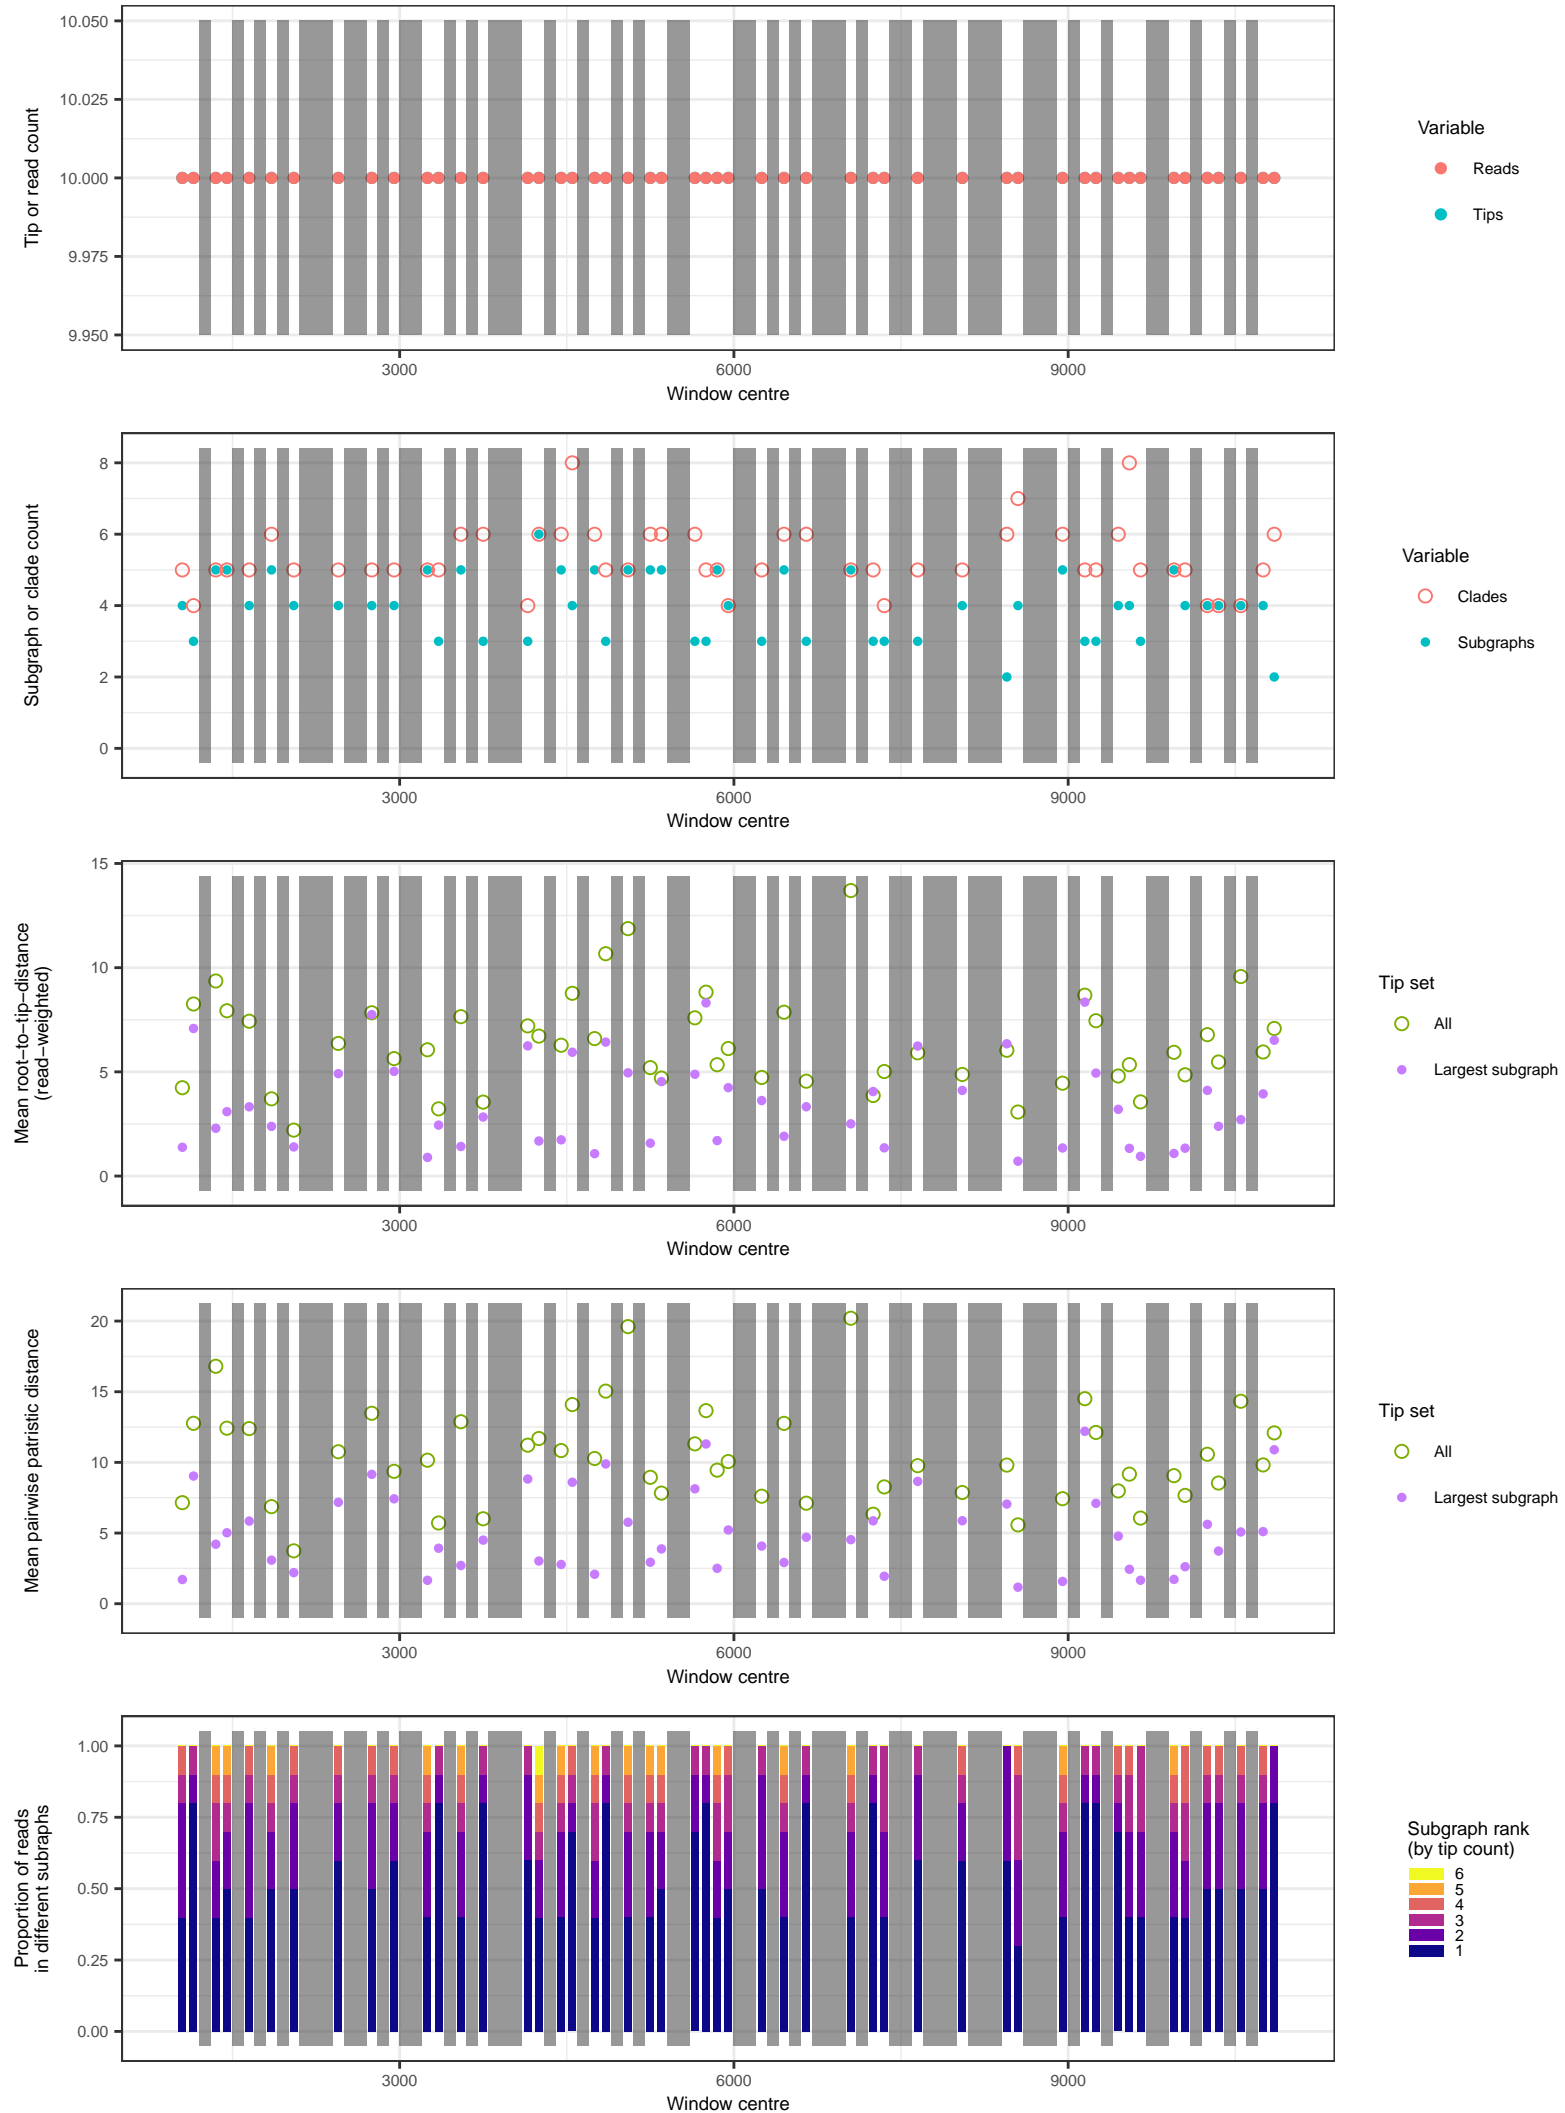 10.050
10.025
10.000
9.975
9.950
Tip or read count
3000
6000
9000
Window centre
Variable
Reads
Tips
8
6
4
2
0
Subgraph or clade count
3000
6000
9000
Window centre
Variable
Clades
Subgraphs
15
10
5
0
Mean root−to−tip−distance
(read−weighted)
3000
6000
9000
Window centre
Tip set
All
Largest subgraph
20
15
10
5
0
Mean pairwise patristic distance
3000
6000
9000
Window centre
Tip set
All
Largest subgraph
1.00
0.75
0.50
0.25
0.00
Proportion of reads
in different subraphs
3000
6000
9000
Window centre
Subgraph rank
(by tip count)
6
5
4
3
2
1